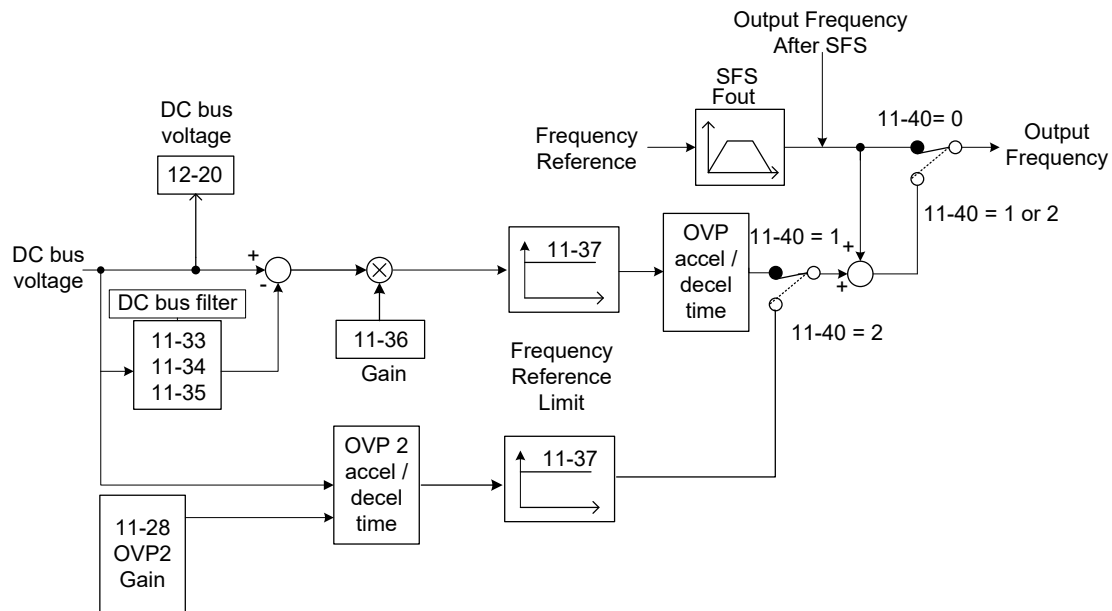 Output Frequency
After SFS
SFS
Fout
Frequency
Reference
11-40= 0
Output
Frequency
11-40 = 1 or 2
DC bus
voltage
12-20
DC bus
voltage
+
-
DC bus filter
11-33
11-34
11-35
11-36
Gain
11-37
OVP
accel /
decel
time
11-40 = 1
+
+
11-40 = 2
Frequency
Reference
Limit
OVP 2
accel /
decel
time
11-37
11-28
OVP2
Gain